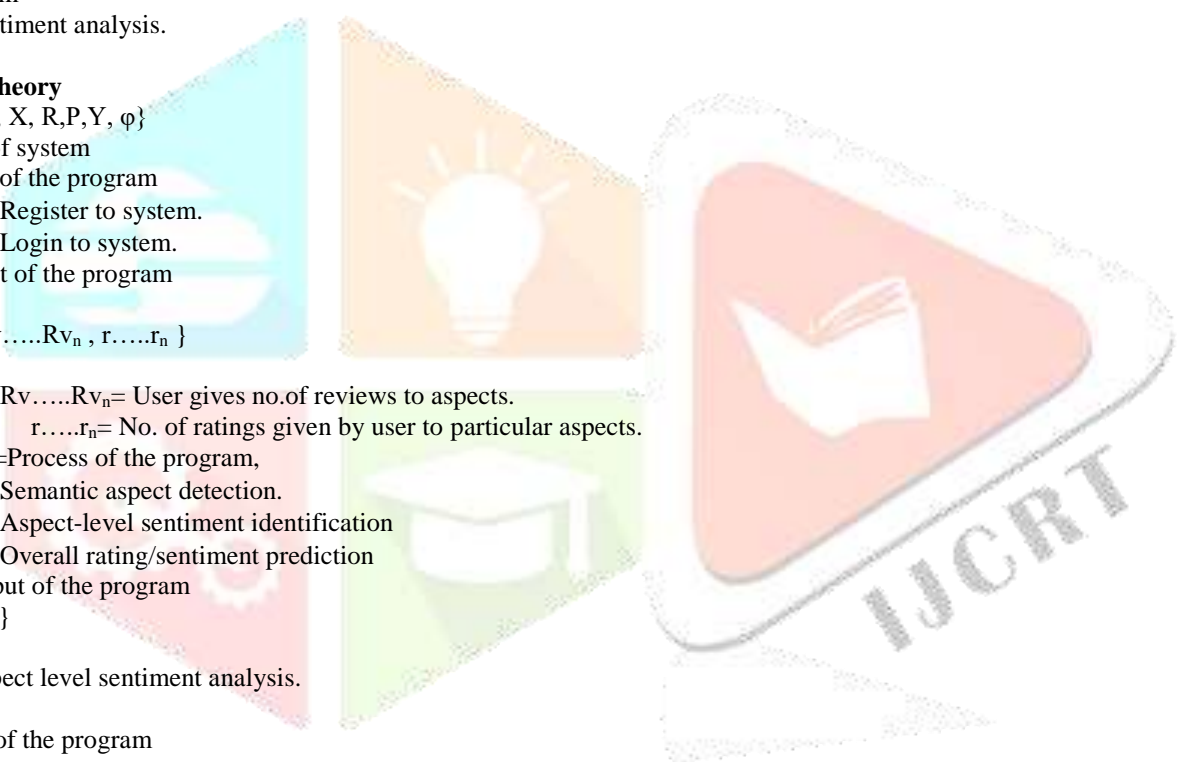 timent analysis.
heory
X, R,P,Y, φ}
f system
of the program
Register to system.
Login to system.
t of the program
…..Rvₙ , r…..rₙ }
Rv…..Rvₙ= User gives no.of reviews to aspects.
r…..rₙ= No. of ratings given by user to particular aspects.
=Process of the program,
Semantic aspect detection.
Aspect-level sentiment identification
Overall rating/sentiment prediction
out of the program
}
pect level sentiment analysis.
of the program
IJCRT